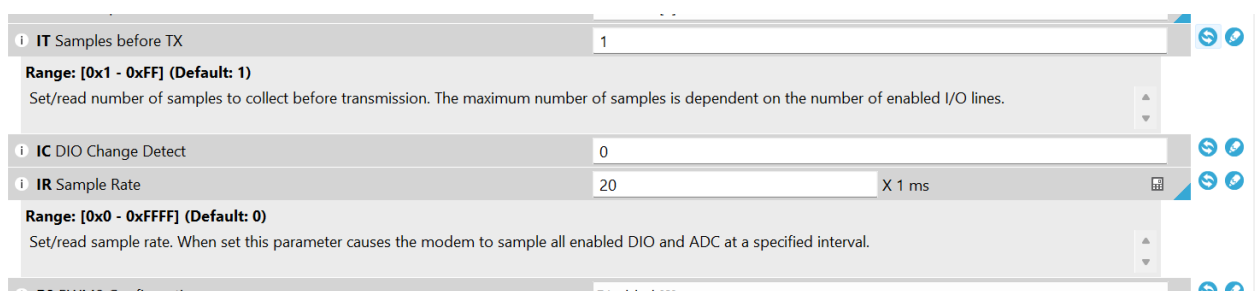 IT Samples before TX 1
Range: [0x1 - 0xFF] (Default: 1)
Set/read number of samples to collect before transmission. The maximum number of samples is dependent on the number of enabled I/O lines.
IC DIO Change Detect 0
IR Sample Rate 20 X 1 ms
Range: [0x0 - 0xFFFF] (Default: 0)
Set/read sample rate. When set this parameter causes the modem to sample all enabled DIO and ADC at a specified interval.